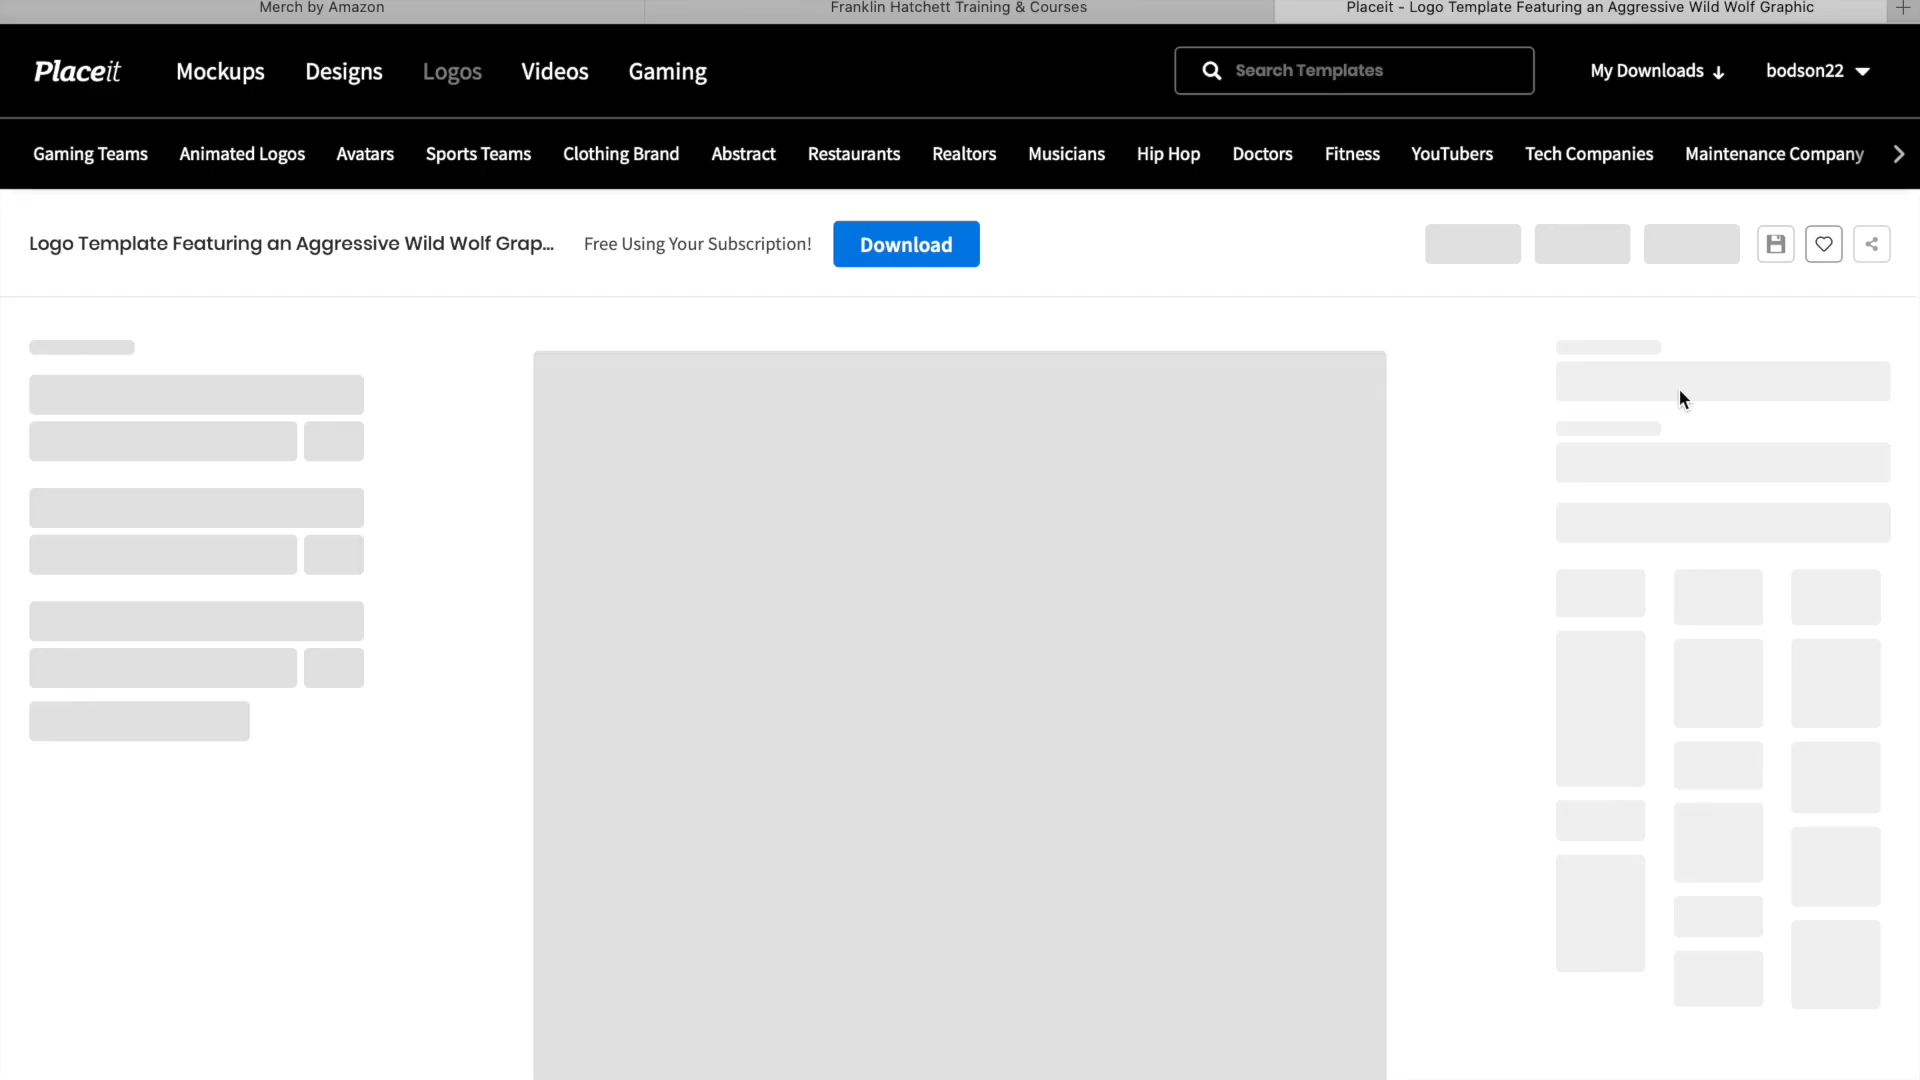 Merch by Amazon
Franklin Hatchett Training & Courses
Placeit - Logo Template Featuring an Aggressive Wild Wolf Graphic
Placeit
Mockups
Designs
Logos
Videos
Gaming
Search Templates
My Downloads
bodson22
Gaming Teams
Animated Logos
Avatars
Sports Teams
Clothing Brand
Abstract
Restaurants
Realtors
Musicians
Hip Hop
Doctors
Fitness
YouTubers
Tech Companies
Maintenance Company
Logo Template Featuring an Aggressive Wild Wolf Grap...
Free Using Your Subscription!
Download